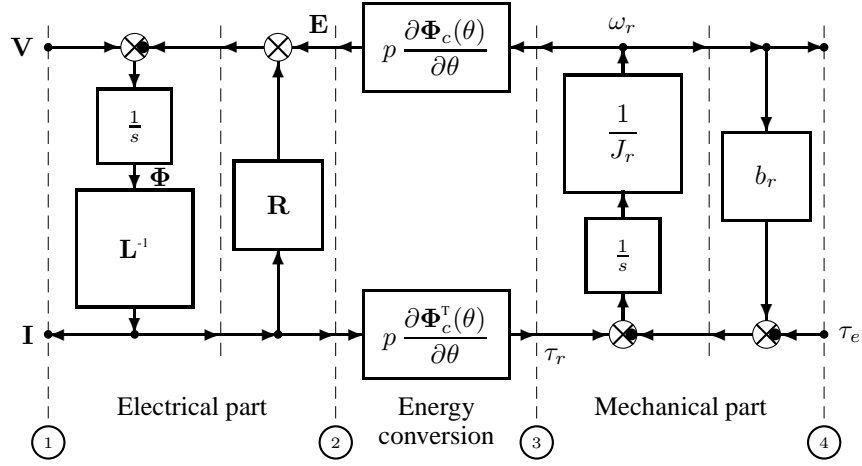 V
E
p ∂Φ_c(θ) / ∂θ
ω_r
1/s
1/J_r
Φ
R
b_r
L⁻¹
1/s
I
p ∂Φ_c^T(θ) / ∂θ
τ_r
τ_e
Electrical part
Energy
conversion
Mechanical part
1
2
3
4